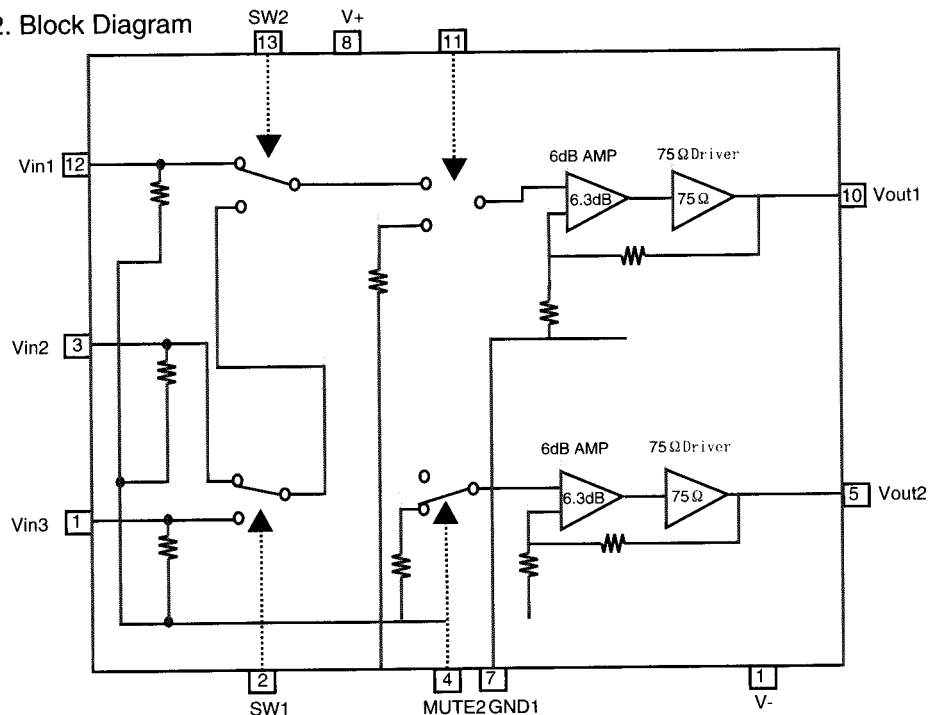 2. Block Diagram
SW2
V+
13
8
11
Vin1
12
6dB AMP
75ΩDriver
6.3dB
75Ω
10
Vout1
Vin2
3
6dB AMP
75ΩDriver
6.3dB
75Ω
5
Vout2
Vin3
1
2
4
7
1
SW1
MUTE2
GND1
V-